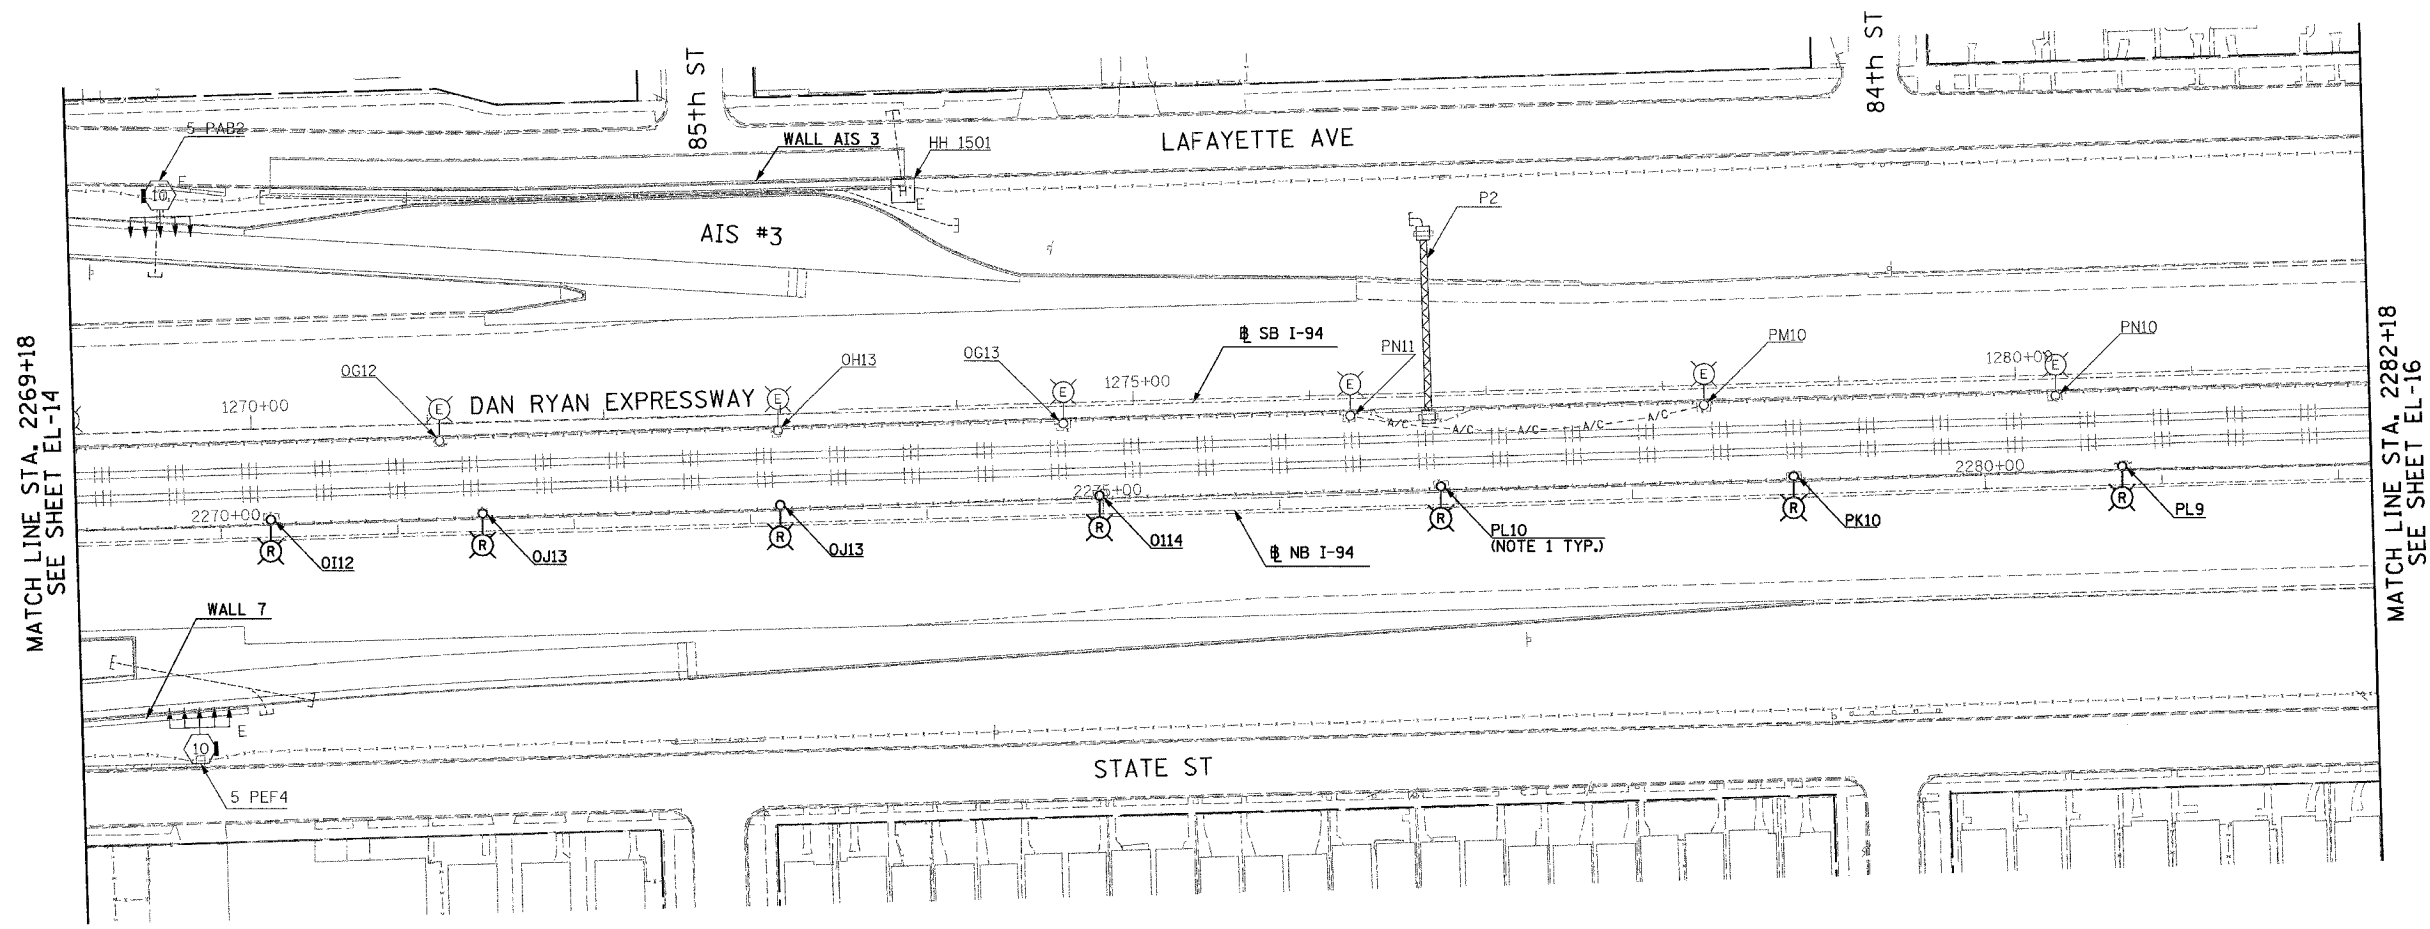 85th ST
84th ST
5 PAB2
E
10
WALL AIS 3
HH 1501
E
LAFAYETTE AVE
AIS #3
P2
MATCH LINE STA. 2269+18
SEE SHEET EL-14
MATCH LINE STA. 2282+18
SEE SHEET EL-16
℄ SB I-94
OG12
OH13
OG13
PN11
PM10
PN10
1270+00
1275+00
1280+00
E
DAN RYAN EXPRESSWAY
E
E
E
E
E
A/C
A/C
A/C
A/C
A/C
2270+00
2275+00
2280+00
R
R
R
R
R
R
R
OI12
OJ13
OJ13
O114
PL10
(NOTE 1 TYP.)
PK10
PL9
℄ NB I-94
WALL 7
E
10
5 PEF4
STATE ST